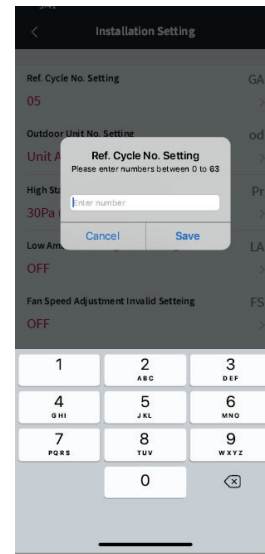 Installation Setting
Ref. Cycle No. Setting GA
05
Outdoor Unit No. Setting od
Unit A
Ref. Cycle No. Setting
Please enter numbers between 0 to 63
High Sta Pr
Enter number
30Pa
Cancel Save
Low Am LA
OFF
Fan Speed Adjustment Invalid Setteing FS
OFF
1 2 3
ABC DEF
4 5 6
GHI JKL MNO
7 8 9
PQRS TUV WXYZ
0